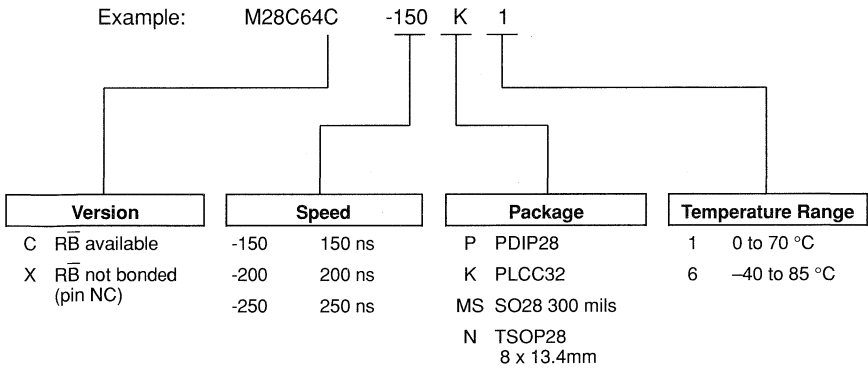 Example: M28C64C -150 K 1
Version
C RB̅ available
X RB̅ not bonded
(pin NC)
Speed
-150 150 ns
-200 200 ns
-250 250 ns
Package
P PDIP28
K PLCC32
MS SO28 300 mils
N TSOP28
8 x 13.4mm
Temperature Range
1 0 to 70 °C
6 –40 to 85 °C